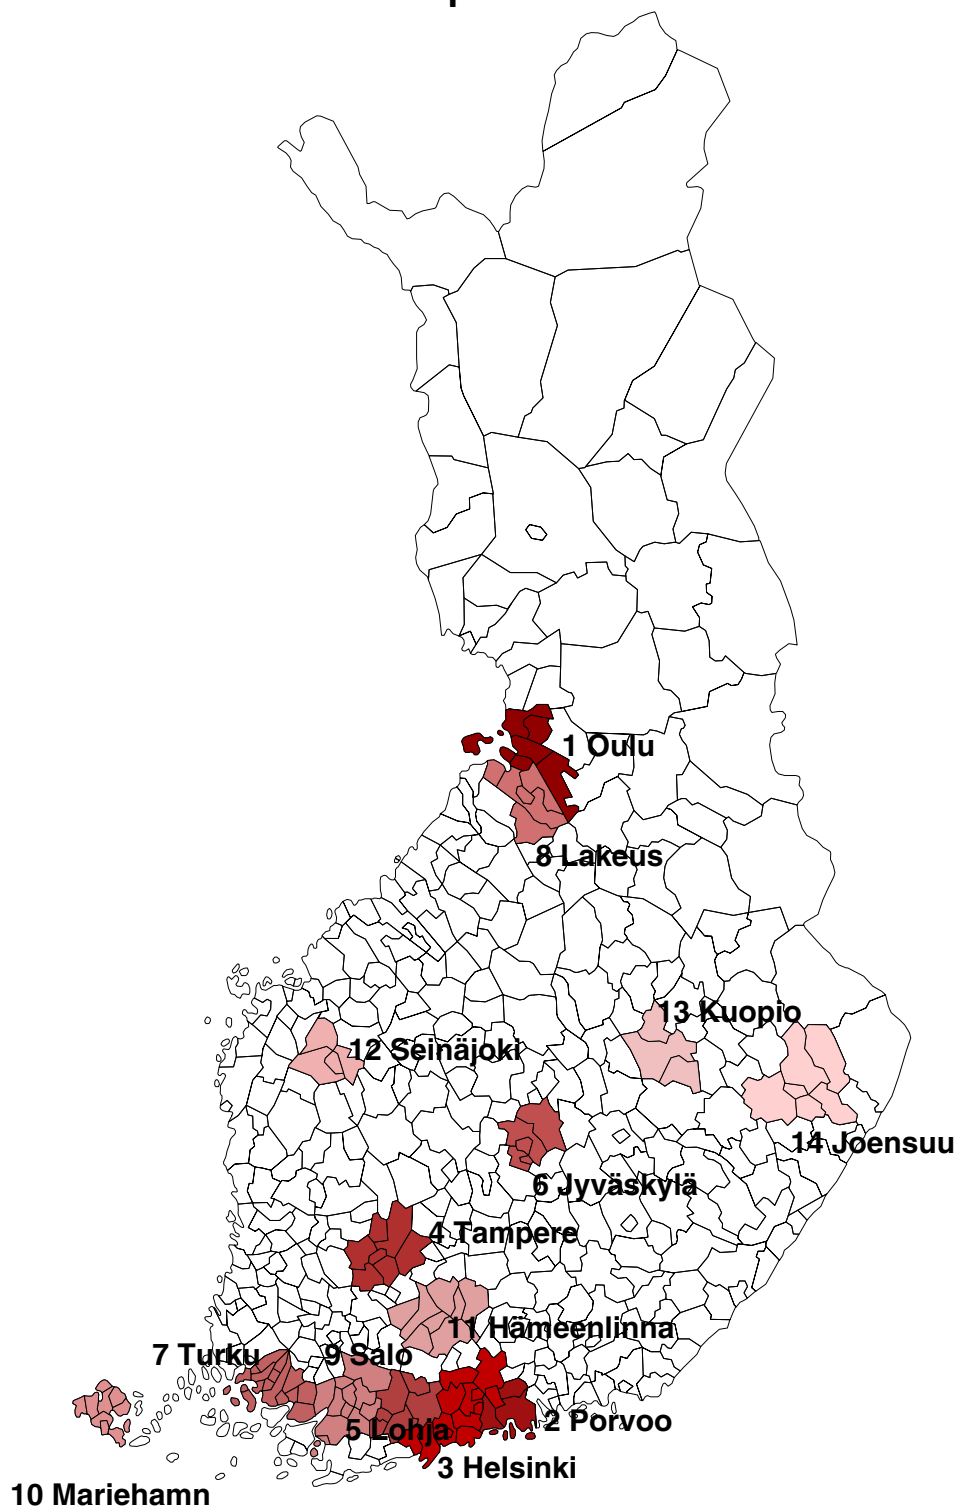 1 Oulu
8 Lakeus
13 Kuopio
12 Seinäjoki
14 Joensuu
6 Jyväskylä
4 Tampere
11 Hämeenlinna
7 Turku
9 Salo
2 Porvoo
5 Lohja
3 Helsinki
10 Mariehamn